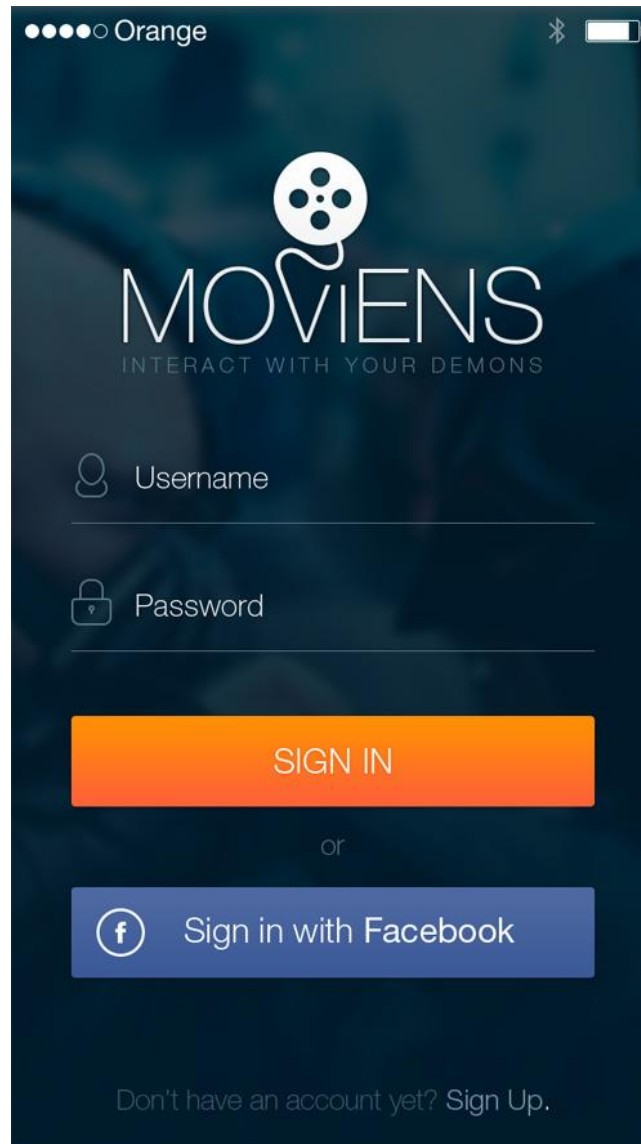 Orange
MOViENS
INTERACT WITH YOUR DEMONS
Username
Password
SIGN IN
or
f Sign in with Facebook
Don't have an account yet? Sign Up.